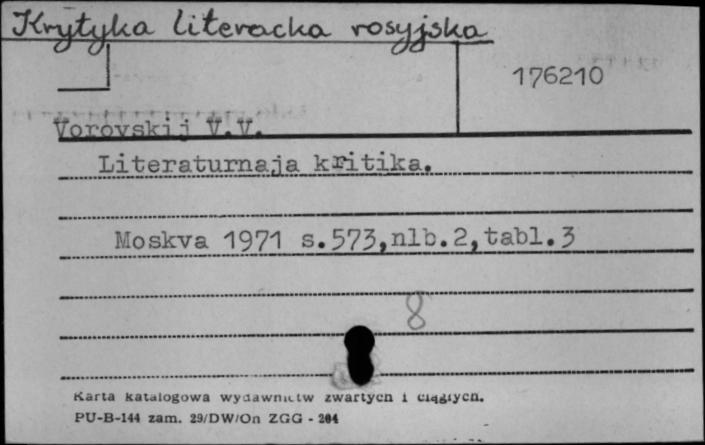 Krytyka literacka rosyjska
176210
Vorovskij V.V.
Literaturnaja kritika.
Moskva 1971 s.573,nlb.2,tabl.3
8
Karta katalogowa wydawnictw zwartych i ciągłych.
PU-B-144 zam. 29/DW/On ZGG - 204